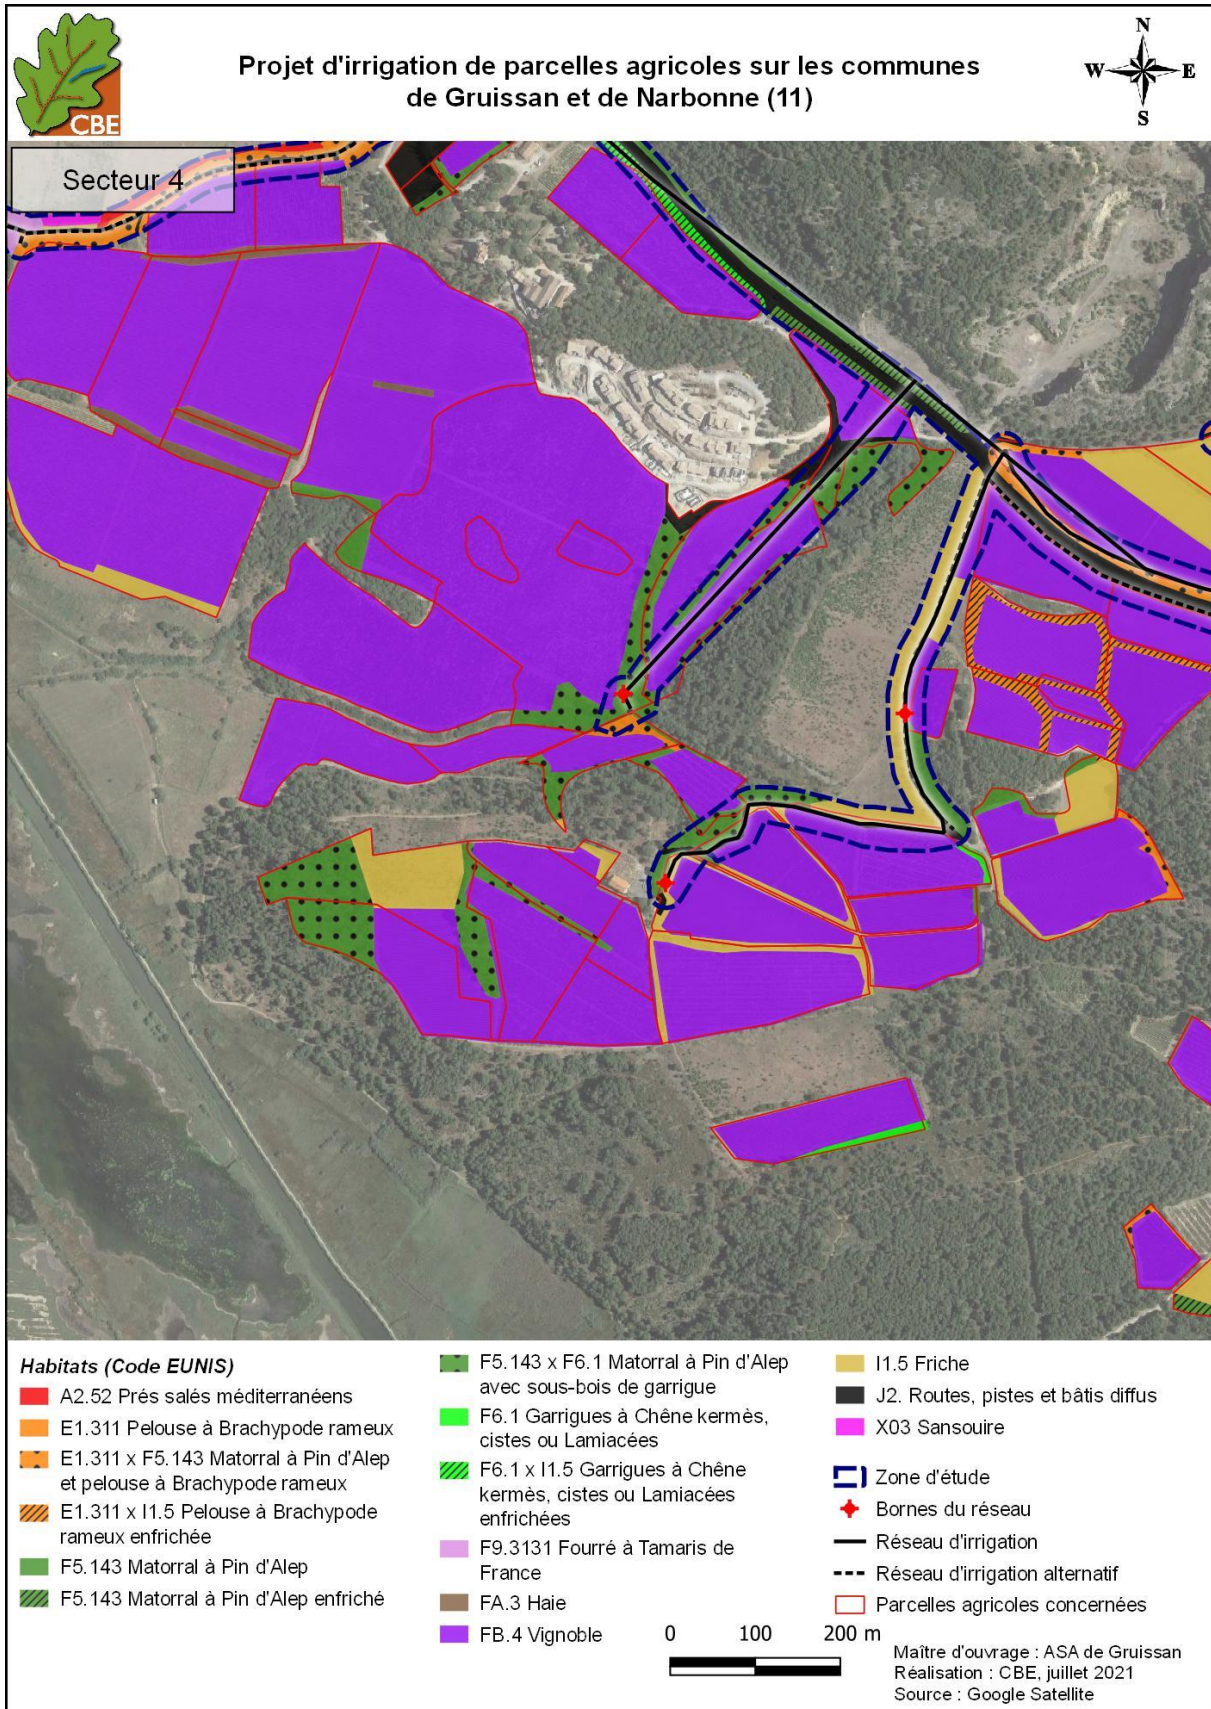 CBE
Projet d'irrigation de parcelles agricoles sur les communes
de Gruissan et de Narbonne (11)
N
W
E
S
Secteur 4
Habitats (Code EUNIS)
A2.52 Prés salés méditerranéens
E1.311 Pelouse à Brachypode rameux
E1.311 x F5.143 Matorral à Pin d'Alep
et pelouse à Brachypode rameux
E1.311 x I1.5 Pelouse à Brachypode
rameux enfrichée
F5.143 Matorral à Pin d'Alep
F5.143 Matorral à Pin d'Alep enfriché
F5.143 x F6.1 Matorral à Pin d'Alep
avec sous-bois de garrigue
F6.1 Garrigues à Chêne kermès,
cistes ou Lamiacées
F6.1 x I1.5 Garrigues à Chêne
kermès, cistes ou Lamiacées
enfrichées
F9.3131 Fourré à Tamaris de
France
FA.3 Haie
FB.4 Vignoble
I1.5 Friche
J2. Routes, pistes et bâtis diffus
X03 Sansouire
Zone d'étude
Bornes du réseau
Réseau d'irrigation
Réseau d'irrigation alternatif
Parcelles agricoles concernées
0 100 200 m
Maître d'ouvrage : ASA de Gruissan
Réalisation : CBE, juillet 2021
Source : Google Satellite